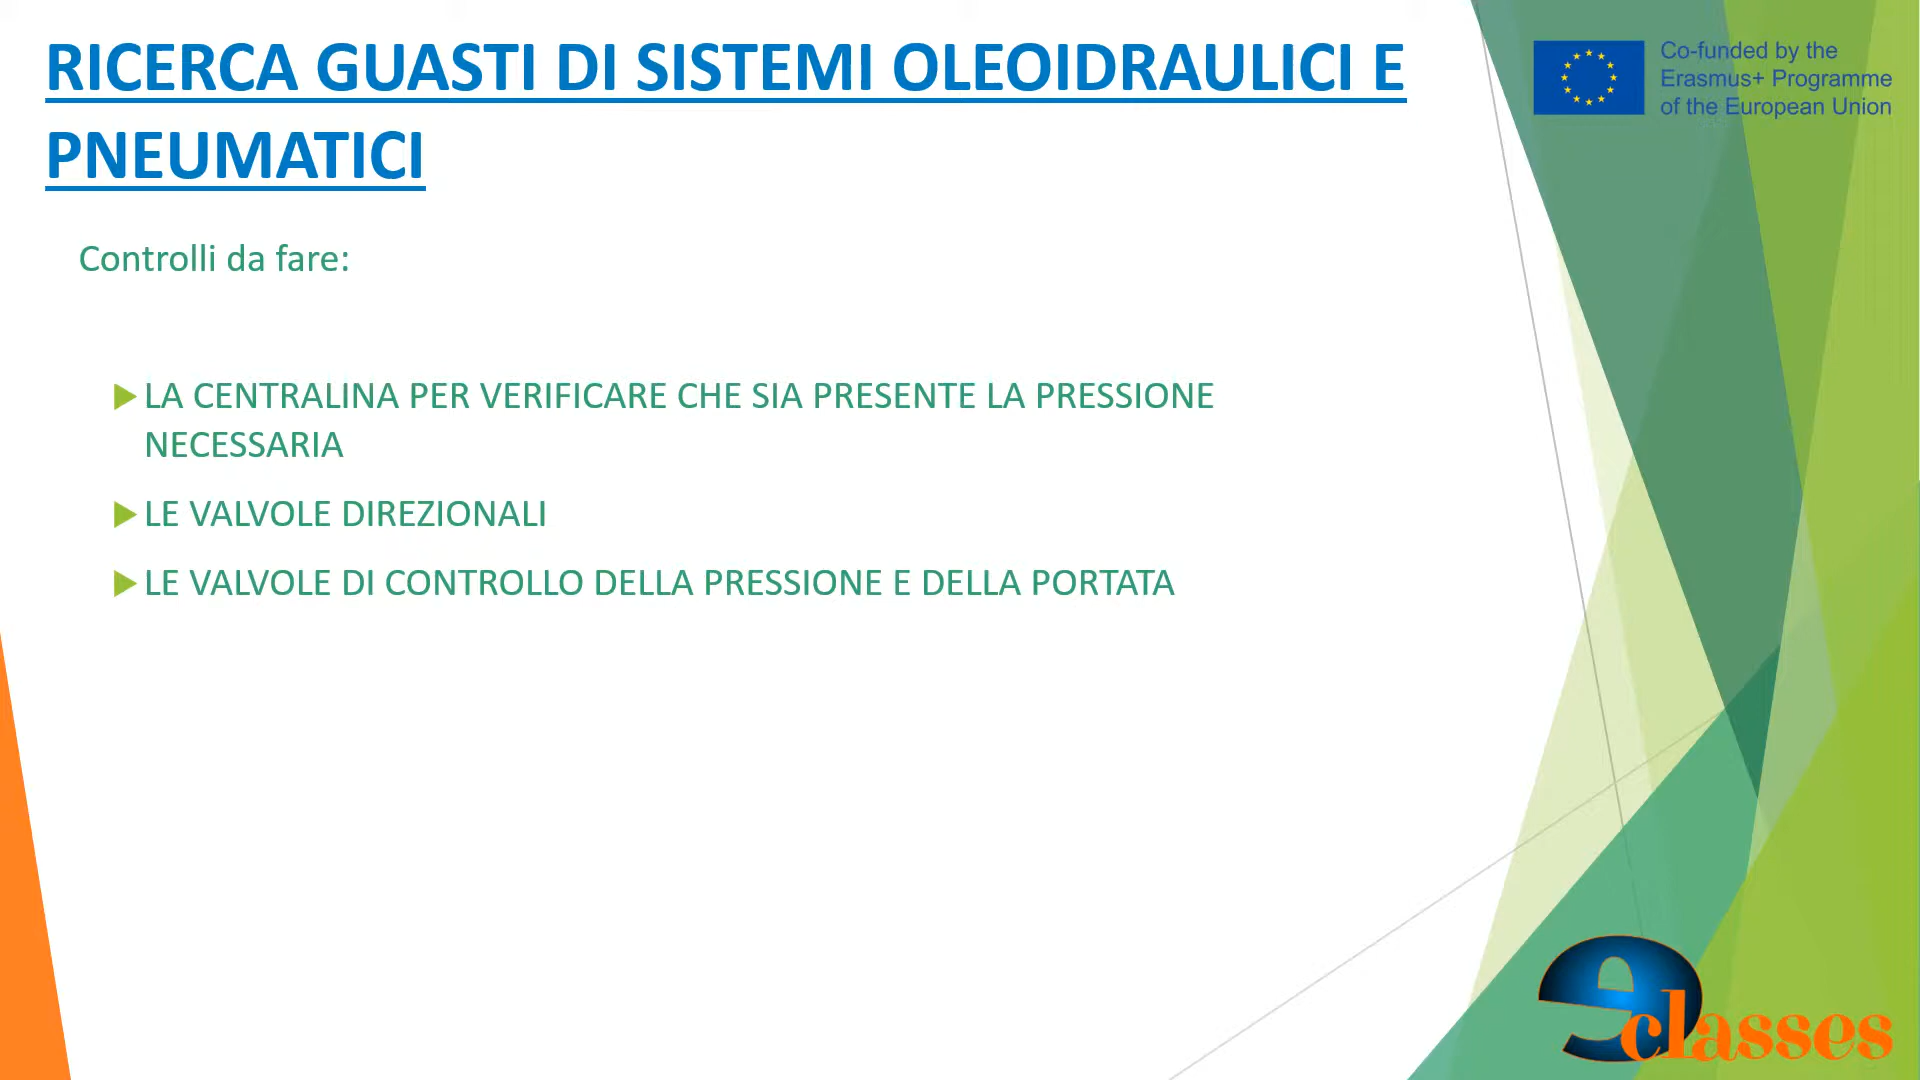 RICERCA GUASTI DI SISTEMI OLEOIDRAULICI E
PNEUMATICI
Co-funded by the
Erasmus+ Programme
of the European Union
Controlli da fare:
LA CENTRALINA PER VERIFICARE CHE SIA PRESENTE LA PRESSIONE
NECESSARIA
LE VALVOLE DIREZIONALI
LE VALVOLE DI CONTROLLO DELLA PRESSIONE E DELLA PORTATA
e classes